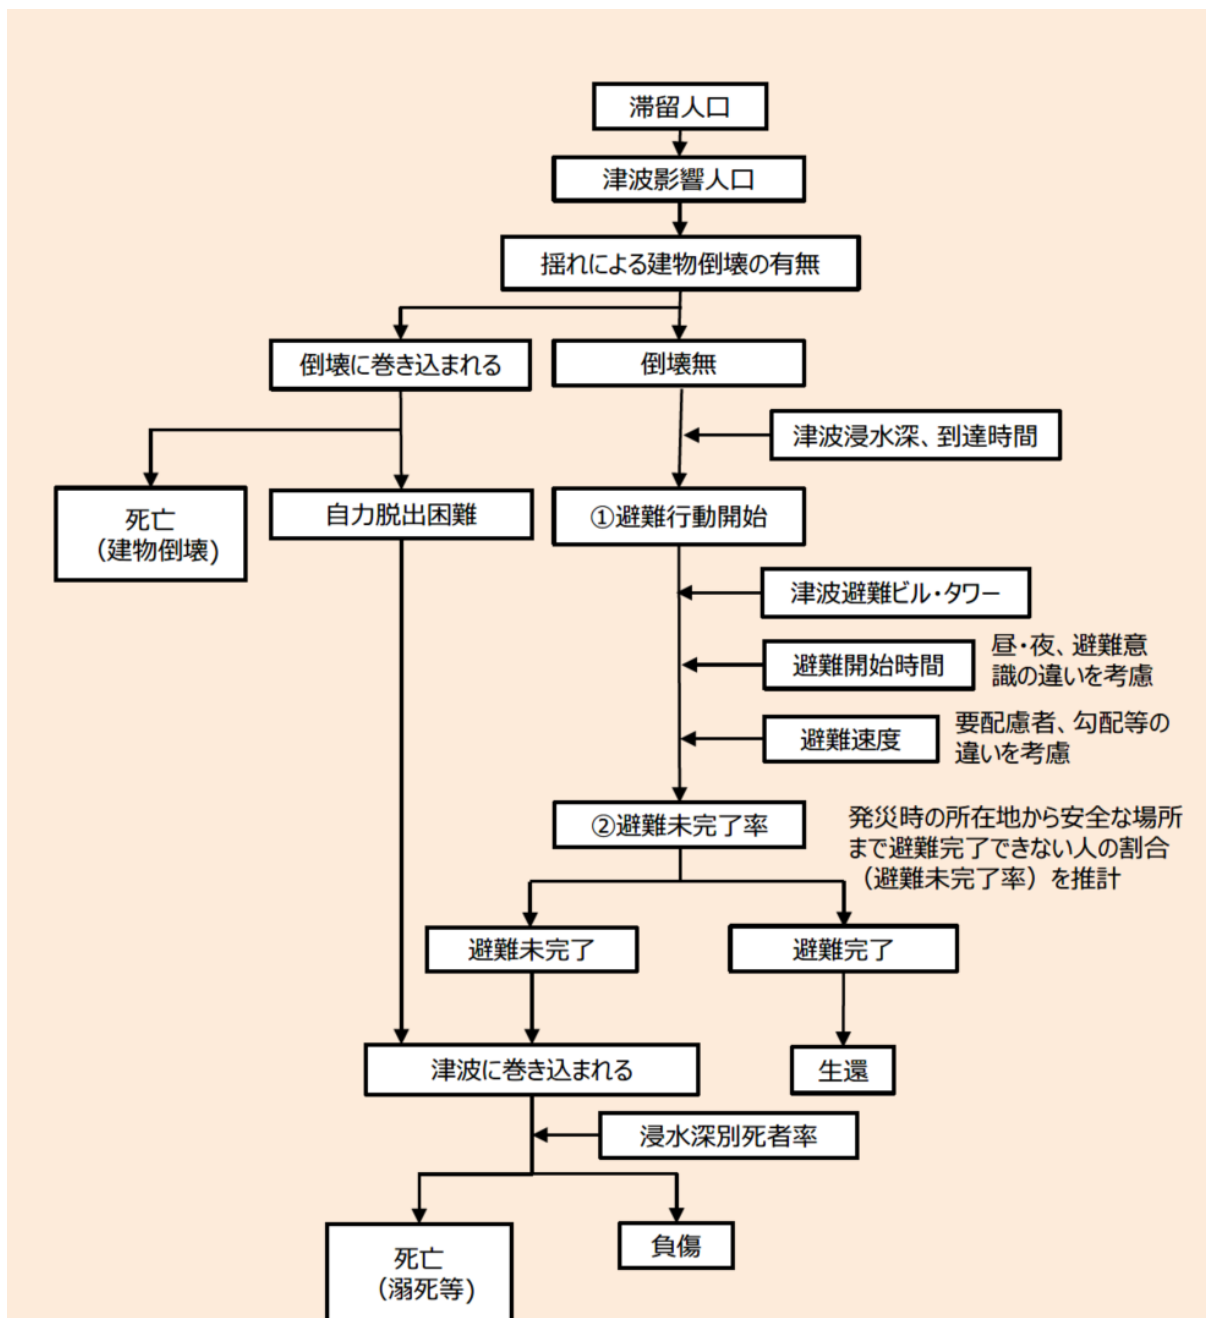 滞留人口
津波影響人口
揺れによる建物倒壊の有無
倒壊に巻き込まれる
倒壊無
津波浸水深、到達時間
死亡
（建物倒壊）
自力脱出困難
①避難行動開始
津波避難ビル・タワー
避難開始時間
昼・夜、避難意
識の違いを考慮
避難速度
要配慮者、勾配等の
違いを考慮
②避難未完了率
発災時の所在地から安全な場所
まで避難完了できない人の割合
（避難未完了率）を推計
避難未完了
避難完了
津波に巻き込まれる
生還
浸水深別死者率
死亡
（溺死等）
負傷